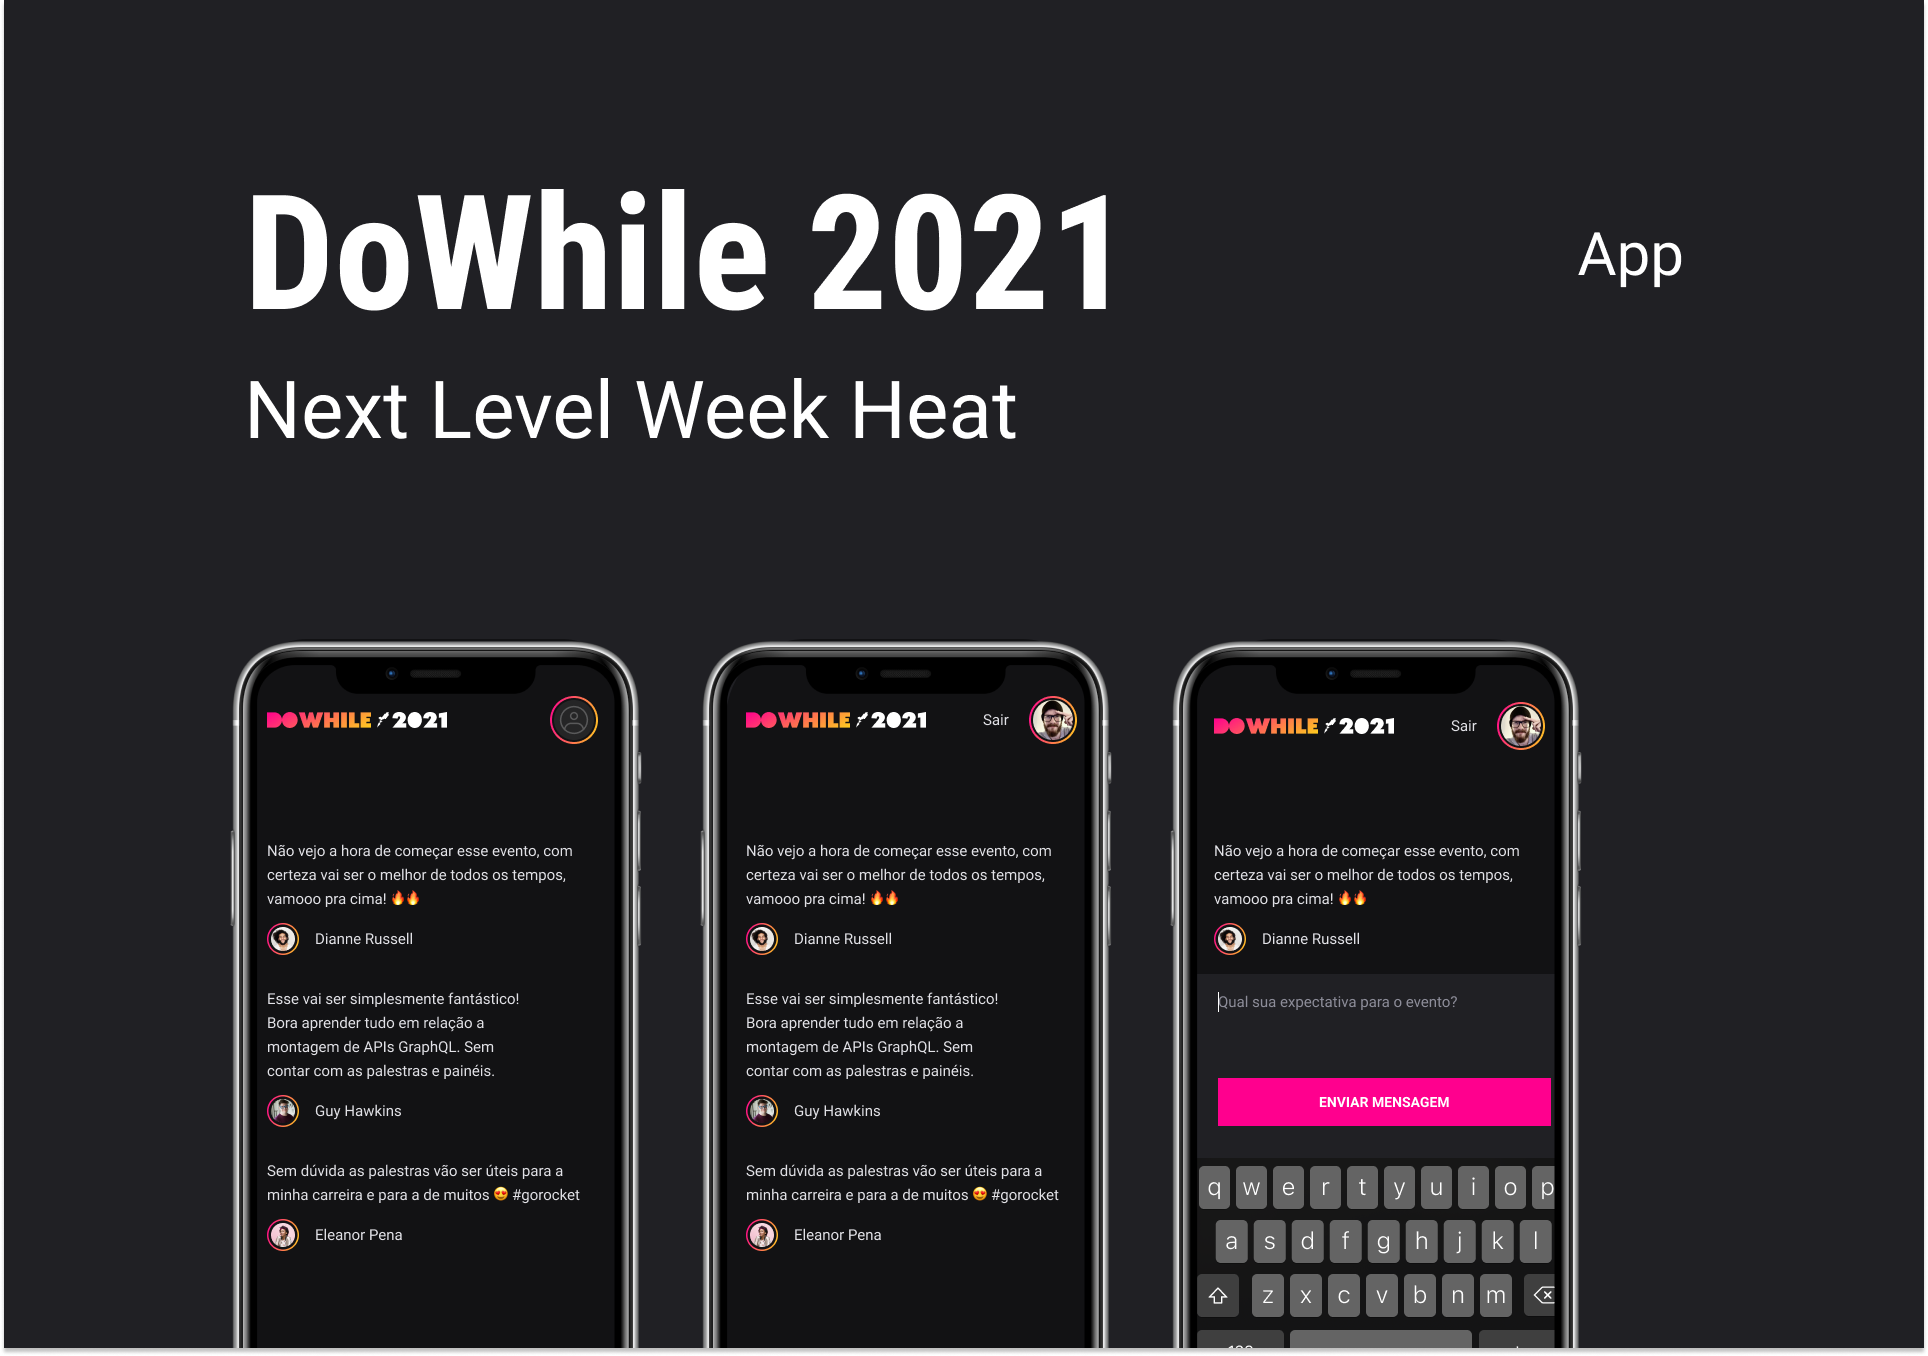 DoWhile 2021
App
Next Level Week Heat
DOWHILE 2021
Não vejo a hora de começar esse evento, com
certeza vai ser o melhor de todos os tempos,
vamooo pra cima! 🔥🔥
Dianne Russell
Esse vai ser simplesmente fantástico!
Bora aprender tudo em relação a
montagem de APIs GraphQL. Sem
contar com as palestras e painéis.
Guy Hawkins
Sem dúvida as palestras vão ser úteis para a
minha carreira e para a de muitos 😍 #gorocket
Eleanor Pena
DOWHILE 2021
Sair
Não vejo a hora de começar esse evento, com
certeza vai ser o melhor de todos os tempos,
vamooo pra cima! 🔥🔥
Dianne Russell
Esse vai ser simplesmente fantástico!
Bora aprender tudo em relação a
montagem de APIs GraphQL. Sem
contar com as palestras e painéis.
Guy Hawkins
Sem dúvida as palestras vão ser úteis para a
minha carreira e para a de muitos 😍 #gorocket
Eleanor Pena
DOWHILE 2021
Sair
Não vejo a hora de começar esse evento, com
certeza vai ser o melhor de todos os tempos,
vamooo pra cima! 🔥🔥
Dianne Russell
Qual sua expectativa para o evento?
ENVIAR MENSAGEM
q w e r t y u i o p
a s d f g h j k l
z x c v b n m